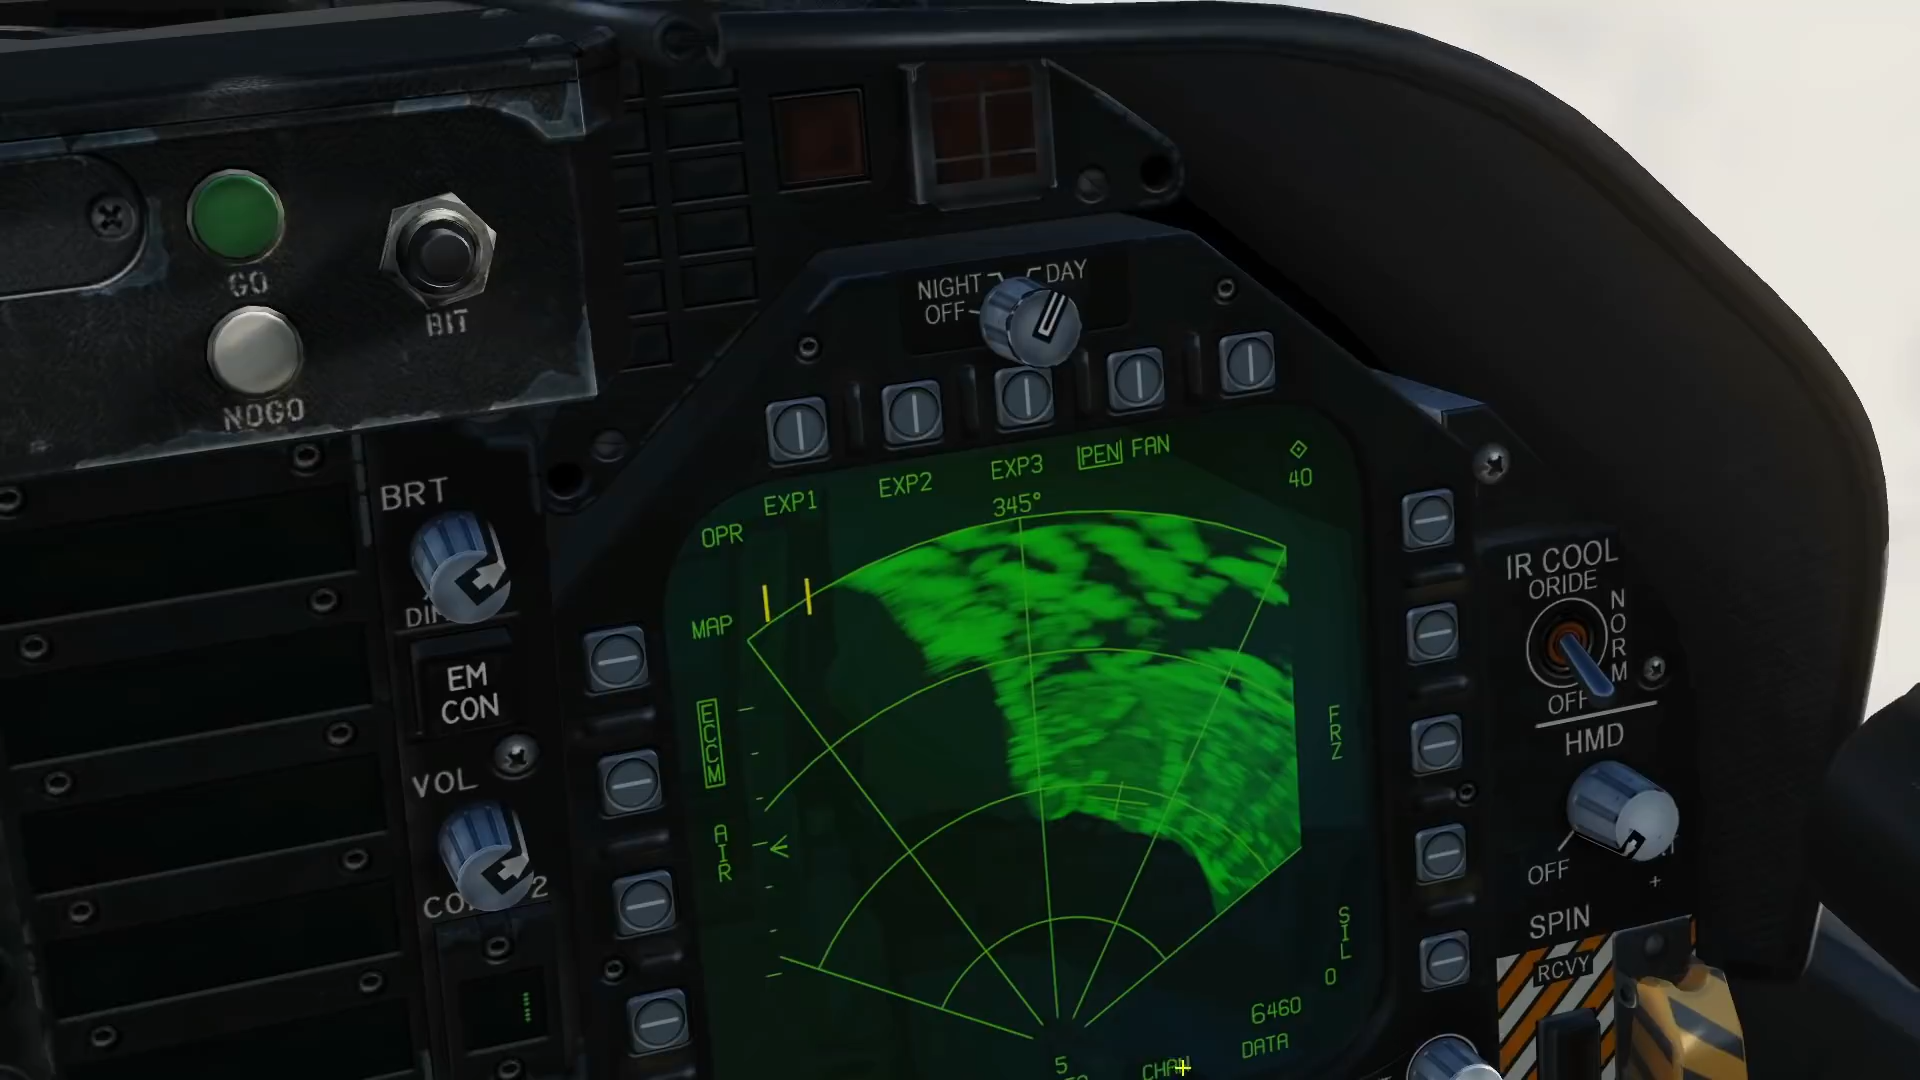 GO
BIT
NOGO
NIGHT
DAY
OFF
BRT
EM
CON
VOL
OPR
EXP1
EXP2
EXP3
PEN
FAN
40
345°
MAP
ECCM
AIR
FRZ
SIL
0
6460
DATA
5
IR COOL
ORIDE
NORM
OFF
HMD
OFF
SPIN
RCVY